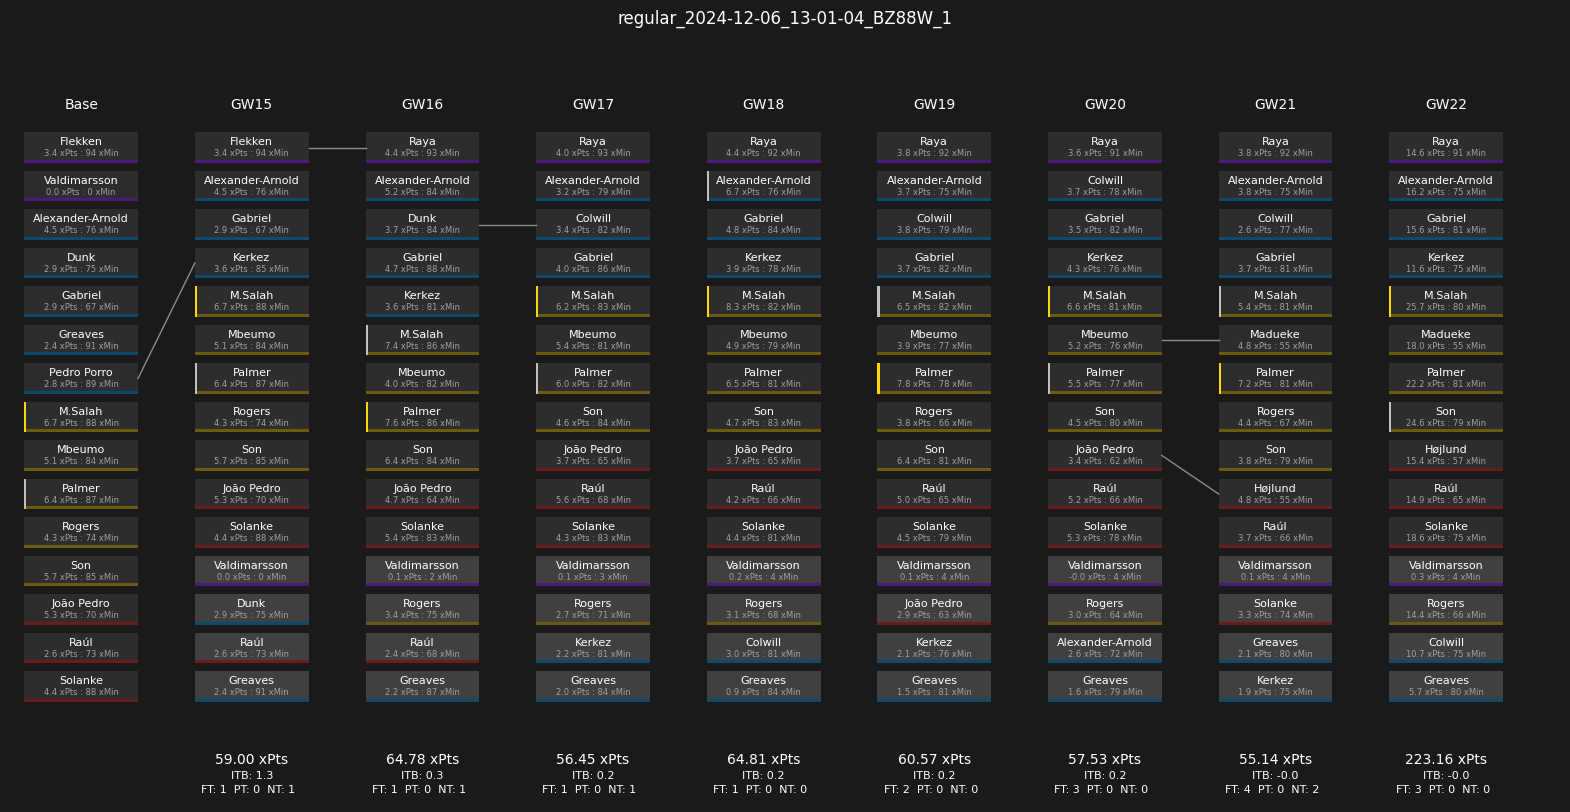 regular_2024-12-06_13-01-04_BZ88W_1
Base
Flekken
3.4 xPts : 94 xMin
Valdimarsson
0.0 xPts : 0 xMin
Alexander-Arnold
4.5 xPts : 76 xMin
Dunk
2.9 xPts : 75 xMin
Gabriel
2.9 xPts : 67 xMin
Greaves
2.4 xPts : 91 xMin
Pedro Porro
2.8 xPts : 89 xMin
M.Salah
6.7 xPts : 88 xMin
Mbeumo
5.1 xPts : 84 xMin
Palmer
6.4 xPts : 87 xMin
Rogers
4.3 xPts : 74 xMin
Son
5.7 xPts : 85 xMin
João Pedro
5.3 xPts : 70 xMin
Raúl
2.6 xPts : 73 xMin
Solanke
4.4 xPts : 88 xMin
GW15
Flekken
3.4 xPts : 94 xMin
Alexander-Arnold
4.5 xPts : 76 xMin
Gabriel
2.9 xPts : 67 xMin
Kerkez
3.6 xPts : 85 xMin
M.Salah
6.7 xPts : 88 xMin
Mbeumo
5.1 xPts : 84 xMin
Palmer
6.4 xPts : 87 xMin
Rogers
4.3 xPts : 74 xMin
Son
5.7 xPts : 85 xMin
João Pedro
5.3 xPts : 70 xMin
Solanke
4.4 xPts : 88 xMin
Valdimarsson
0.0 xPts : 0 xMin
Dunk
2.9 xPts : 75 xMin
Raúl
2.6 xPts : 73 xMin
Greaves
2.4 xPts : 91 xMin
59.00 xPts
ITB: 1.3
FT: 1 PT: 0 NT: 1
GW16
Raya
4.4 xPts : 93 xMin
Alexander-Arnold
5.2 xPts : 84 xMin
Dunk
3.7 xPts : 84 xMin
Gabriel
4.7 xPts : 88 xMin
Kerkez
3.6 xPts : 81 xMin
M.Salah
7.4 xPts : 86 xMin
Mbeumo
4.0 xPts : 82 xMin
Palmer
7.6 xPts : 86 xMin
Son
6.4 xPts : 84 xMin
João Pedro
4.7 xPts : 64 xMin
Solanke
5.4 xPts : 83 xMin
Valdimarsson
0.1 xPts : 2 xMin
Rogers
3.4 xPts : 75 xMin
Raúl
2.4 xPts : 68 xMin
Greaves
2.2 xPts : 87 xMin
64.78 xPts
ITB: 0.3
FT: 1 PT: 0 NT: 1
GW17
Raya
4.0 xPts : 93 xMin
Alexander-Arnold
3.2 xPts : 79 xMin
Colwill
3.4 xPts : 82 xMin
Gabriel
4.0 xPts : 86 xMin
M.Salah
6.2 xPts : 83 xMin
Mbeumo
5.4 xPts : 81 xMin
Palmer
6.0 xPts : 82 xMin
Son
4.6 xPts : 84 xMin
João Pedro
3.7 xPts : 65 xMin
Raúl
5.6 xPts : 68 xMin
Solanke
4.3 xPts : 83 xMin
Valdimarsson
0.1 xPts : 3 xMin
Rogers
2.7 xPts : 71 xMin
Kerkez
2.2 xPts : 81 xMin
Greaves
2.0 xPts : 84 xMin
56.45 xPts
ITB: 0.2
FT: 1 PT: 0 NT: 1
GW18
Raya
4.4 xPts : 92 xMin
Alexander-Arnold
6.7 xPts : 76 xMin
Gabriel
4.8 xPts : 84 xMin
Kerkez
3.9 xPts : 78 xMin
M.Salah
8.3 xPts : 82 xMin
Mbeumo
4.9 xPts : 79 xMin
Palmer
6.5 xPts : 81 xMin
Son
4.7 xPts : 83 xMin
João Pedro
3.7 xPts : 65 xMin
Raúl
4.2 xPts : 66 xMin
Solanke
4.4 xPts : 81 xMin
Valdimarsson
0.2 xPts : 4 xMin
Rogers
3.1 xPts : 68 xMin
Colwill
3.0 xPts : 81 xMin
Greaves
0.9 xPts : 84 xMin
64.81 xPts
ITB: 0.2
FT: 1 PT: 0 NT: 0
GW19
Raya
3.8 xPts : 92 xMin
Alexander-Arnold
3.7 xPts : 75 xMin
Colwill
3.8 xPts : 79 xMin
Gabriel
3.7 xPts : 82 xMin
M.Salah
6.5 xPts : 82 xMin
Mbeumo
3.9 xPts : 77 xMin
Palmer
7.8 xPts : 78 xMin
Rogers
3.8 xPts : 66 xMin
Son
6.4 xPts : 81 xMin
Raúl
5.0 xPts : 65 xMin
Solanke
4.5 xPts : 79 xMin
Valdimarsson
0.1 xPts : 4 xMin
João Pedro
2.9 xPts : 63 xMin
Kerkez
2.1 xPts : 76 xMin
Greaves
1.5 xPts : 81 xMin
60.57 xPts
ITB: 0.2
FT: 2 PT: 0 NT: 0
GW20
Raya
3.6 xPts : 91 xMin
Colwill
3.7 xPts : 78 xMin
Gabriel
3.5 xPts : 82 xMin
Kerkez
4.3 xPts : 76 xMin
M.Salah
6.6 xPts : 81 xMin
Mbeumo
5.2 xPts : 76 xMin
Palmer
5.5 xPts : 77 xMin
Son
4.5 xPts : 80 xMin
João Pedro
3.4 xPts : 62 xMin
Raúl
5.2 xPts : 66 xMin
Solanke
5.3 xPts : 78 xMin
Valdimarsson
-0.0 xPts : 4 xMin
Rogers
3.0 xPts : 64 xMin
Alexander-Arnold
2.6 xPts : 72 xMin
Greaves
1.6 xPts : 79 xMin
57.53 xPts
ITB: 0.2
FT: 3 PT: 0 NT: 0
GW21
Raya
3.8 xPts : 92 xMin
Alexander-Arnold
3.8 xPts : 75 xMin
Colwill
2.6 xPts : 77 xMin
Gabriel
3.7 xPts : 81 xMin
M.Salah
5.4 xPts : 81 xMin
Madueke
4.8 xPts : 55 xMin
Palmer
7.2 xPts : 81 xMin
Rogers
4.4 xPts : 67 xMin
Son
3.8 xPts : 79 xMin
Højlund
4.8 xPts : 55 xMin
Raúl
3.7 xPts : 66 xMin
Valdimarsson
0.1 xPts : 4 xMin
Solanke
3.3 xPts : 74 xMin
Greaves
2.1 xPts : 80 xMin
Kerkez
1.9 xPts : 75 xMin
55.14 xPts
ITB: -0.0
FT: 4 PT: 0 NT: 2
GW22
Raya
14.6 xPts : 91 xMin
Alexander-Arnold
16.2 xPts : 75 xMin
Gabriel
15.6 xPts : 81 xMin
Kerkez
11.6 xPts : 75 xMin
M.Salah
25.7 xPts : 80 xMin
Madueke
18.0 xPts : 55 xMin
Palmer
22.2 xPts : 81 xMin
Son
24.6 xPts : 79 xMin
Højlund
15.4 xPts : 57 xMin
Raúl
14.9 xPts : 65 xMin
Solanke
18.6 xPts : 75 xMin
Valdimarsson
0.3 xPts : 4 xMin
Rogers
14.4 xPts : 66 xMin
Colwill
10.7 xPts : 75 xMin
Greaves
5.7 xPts : 80 xMin
223.16 xPts
ITB: -0.0
FT: 3 PT: 0 NT: 0